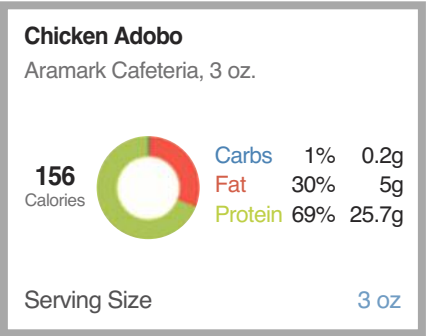 Chicken Adobo
Aramark Cafeteria, 3 oz.
156
Calories
Carbs 1% 0.2g
Fat 30% 5g
Protein 69% 25.7g
Serving Size 3 oz